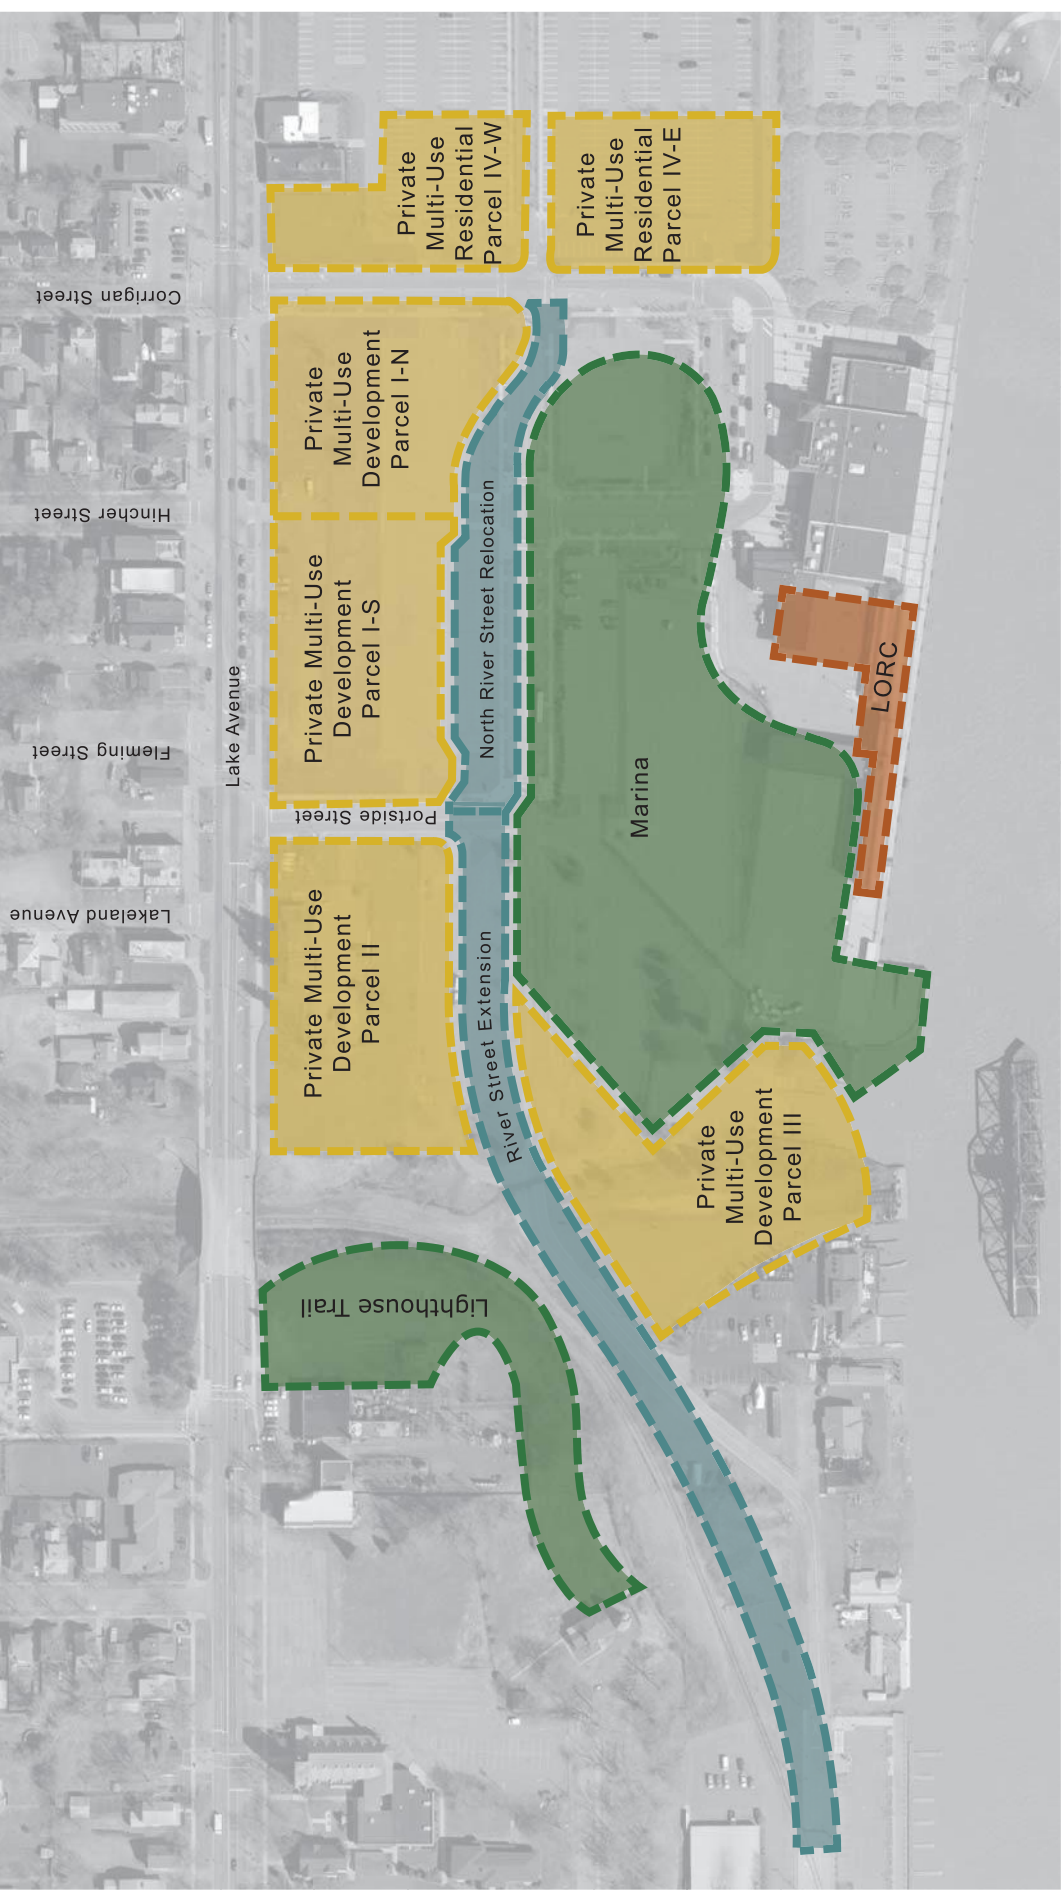 Private
Multi-Use
Residential
Parcel IV-W
Private
Multi-Use
Residential
Parcel IV-E
Corrigan Street
Private
Multi-Use
Development
Parcel I-N
Hincher Street
North River Street Relocation
Private Multi-Use
Development
Parcel I-S
LORC
Lake Avenue
Fleming Street
Marina
Portside Street
Lakeland Avenue
Private Multi-Use
Development
Parcel II
River Street Extension
Private
Multi-Use
Development
Parcel III
Lighthouse Trail